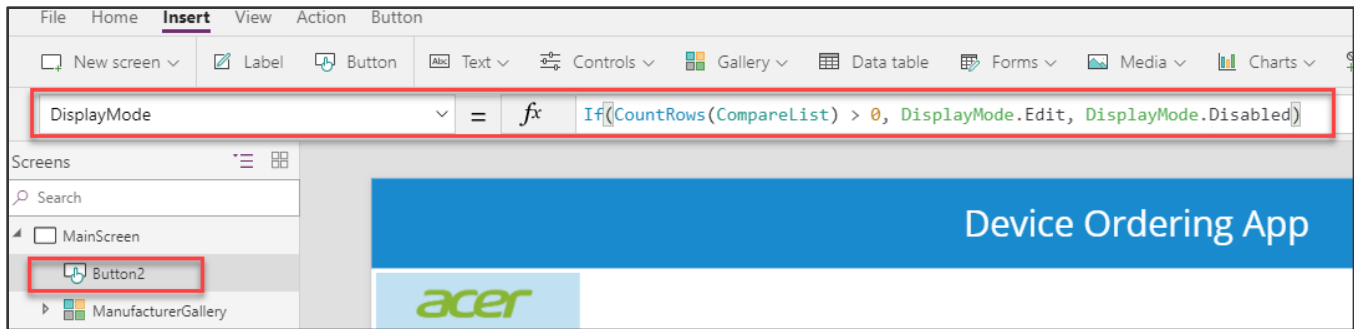 File Home Insert View Action Button
New screen Label Button Abc Text Controls Gallery Data table Forms Media Charts
DisplayMode = fx If(CountRows(CompareList) > 0, DisplayMode.Edit, DisplayMode.Disabled)
Screens
Search
MainScreen
Button2
ManufacturerGallery
Device Ordering App
acer